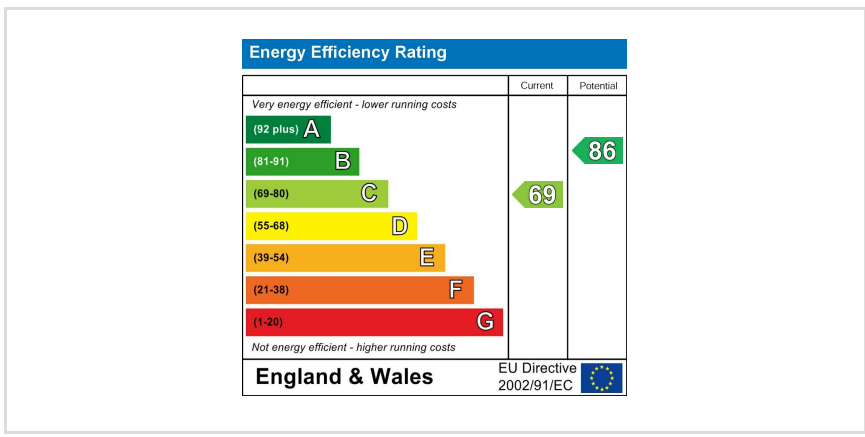 Energy Efficiency Rating
Current Potential
Very energy efficient - lower running costs
(92 plus) A
(81-91) B
86
(69-80) C
69
(55-68) D
(39-54) E
(21-38) F
(1-20) G
Not energy efficient - higher running costs
England & Wales
EU Directive
2002/91/EC